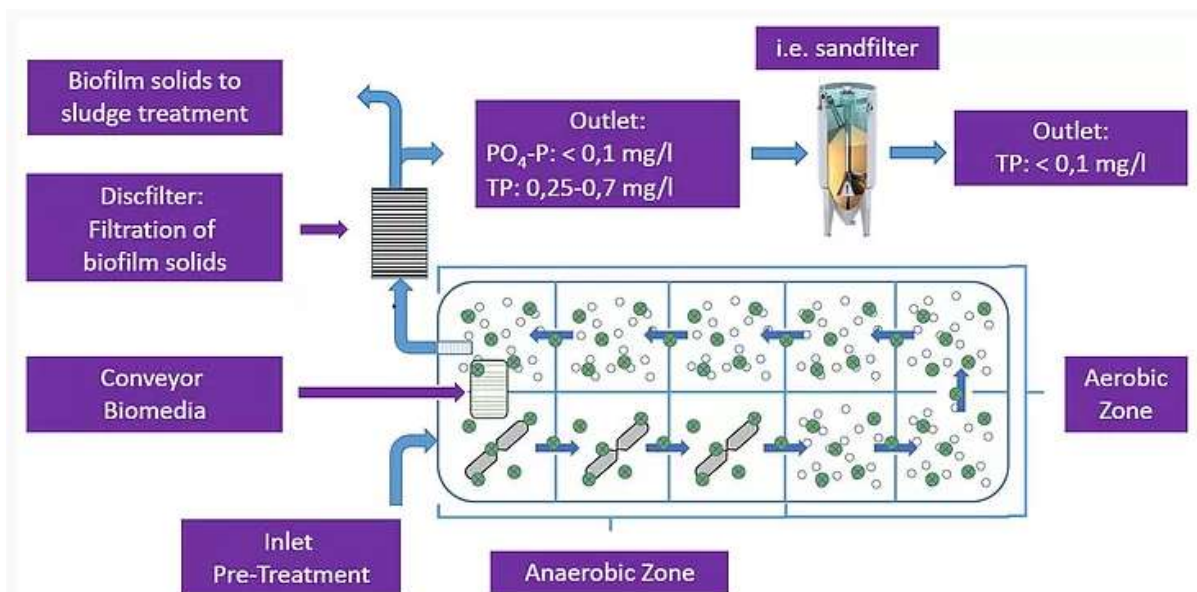 i.e. sandfilter
Biofilm solids to
sludge treatment
Outlet:
PO₄-P: < 0,1 mg/l
TP: 0,25-0,7 mg/l
Outlet:
TP: < 0,1 mg/l
Discfilter:
Filtration of
biofilm solids
Conveyor
Biomedia
Aerobic
Zone
Inlet
Pre-Treatment
Anaerobic Zone